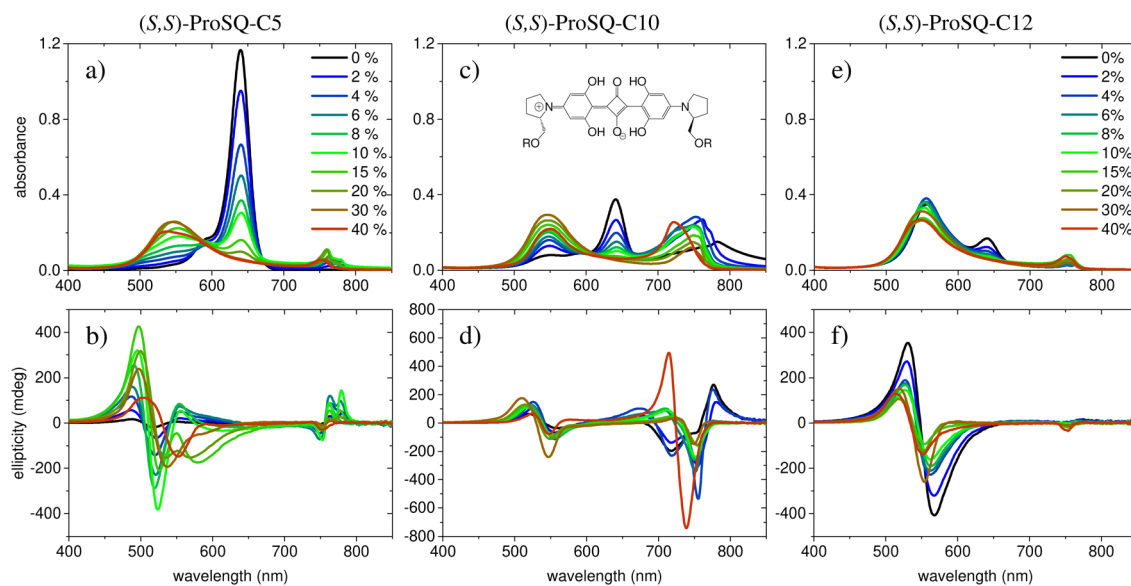 (S,S)-ProSQ-C5
(S,S)-ProSQ-C10
(S,S)-ProSQ-C12
a)
absorbance
1.2
0.8
0.4
0.0
400 500 600 700 800
0 %
2 %
4 %
6 %
8 %
10 %
15 %
20 %
30 %
40 %
c)
1.2
0.8
0.4
0.0
400 500 600 700 800
OH O HO
N
⊕
OH O HO
⊖
N
OR
RO
e)
1.2
0.8
0.4
0.0
400 500 600 700 800
0%
2%
4%
6%
8%
10%
15%
20%
30%
40%
b)
ellipticity (mdeg)
400
200
0
-200
-400
400 500 600 700 800
wavelength (nm)
d)
800
600
400
200
0
-200
-400
-600
-800
400 500 600 700 800
wavelength (nm)
f)
400
200
0
-200
-400
400 500 600 700 800
wavelength (nm)